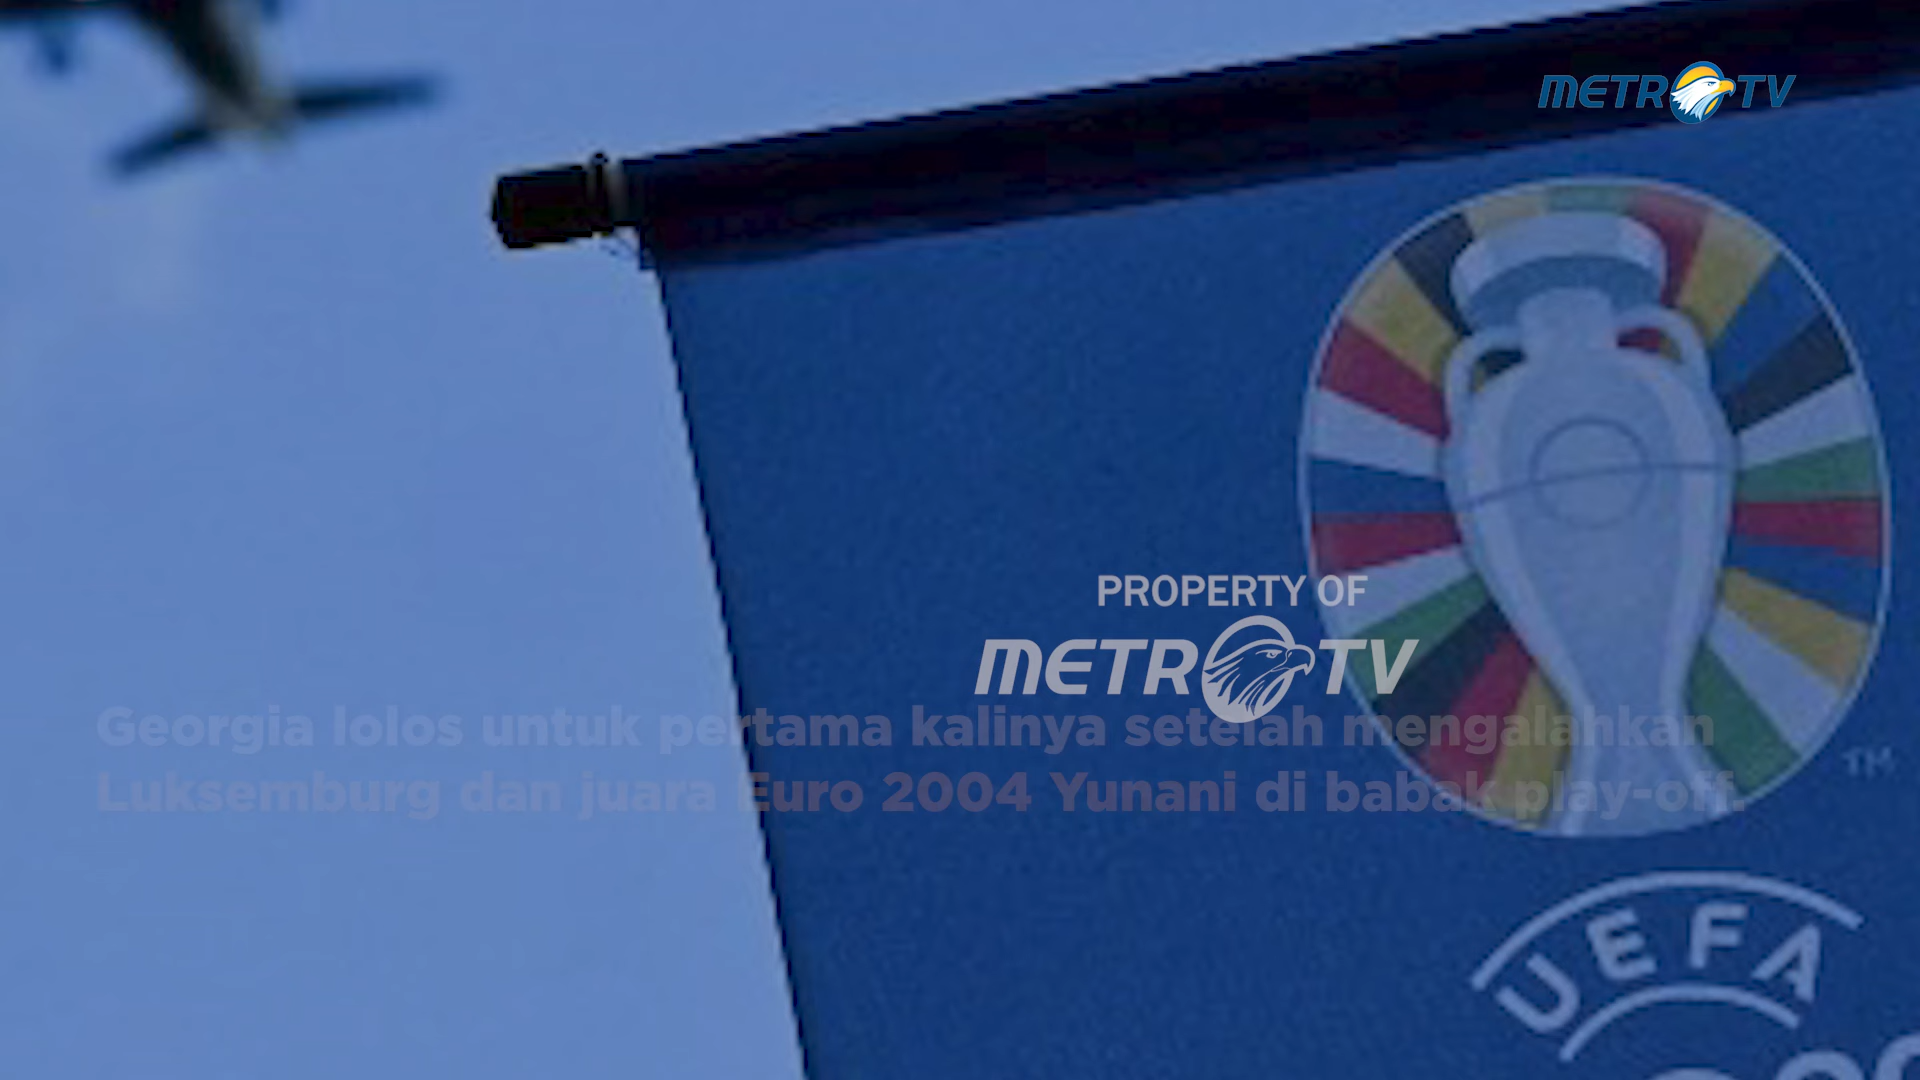 METRO TV
PROPERTY OF
METRO TV
Georgia lolos untuk pertama kalinya setelah mengalahkan
Luksemburg dan juara Euro 2004 Yunani di babak play-off.
TM
UEFA